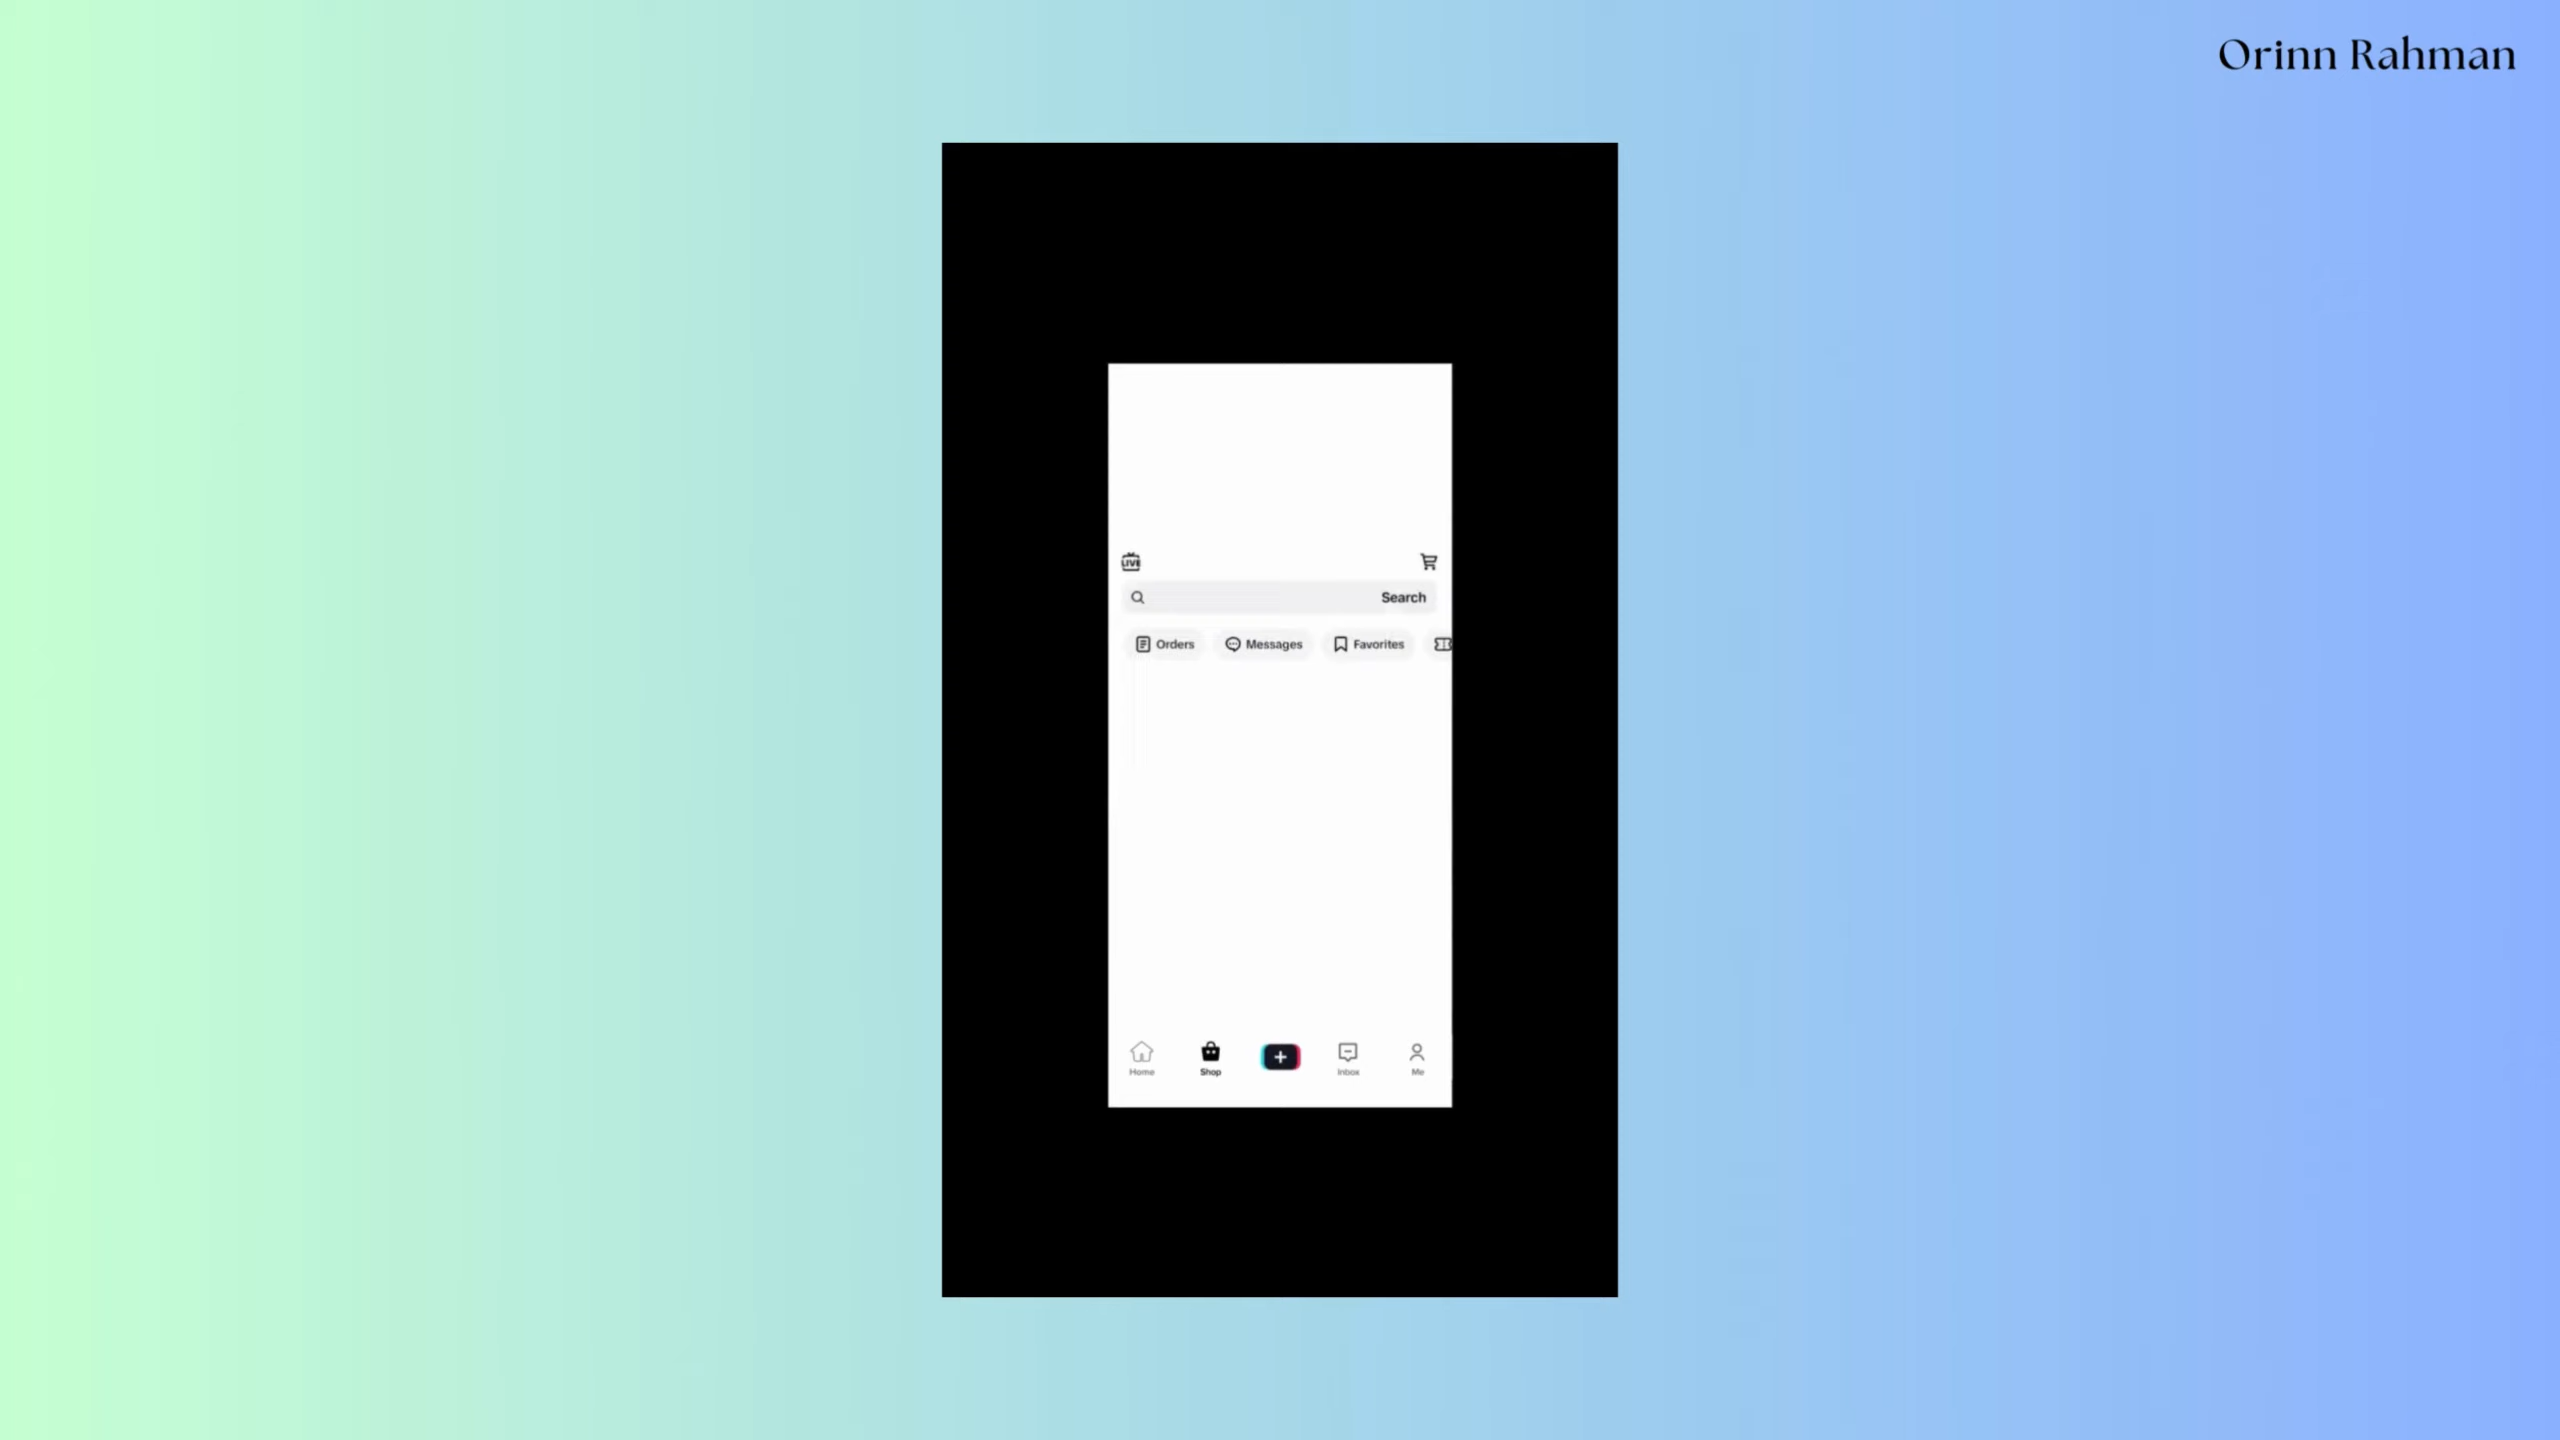 Orinn Rahman
LIVE
Search
Orders Messages Favorites
Home Shop Inbox Me